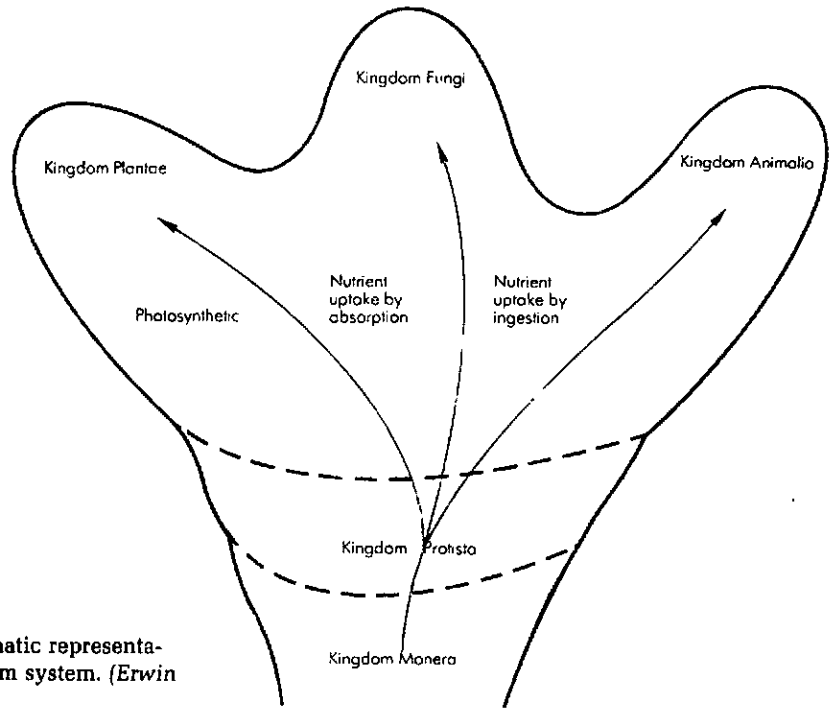 Kingdom Fungi
Kingdom Plantae
Kingdom Animalia
Photosynthetic
Nutrient
uptake by
absorption
Nutrient
uptake by
ingestion
Kingdom Protista
Kingdom Monera
matic representa-
m system. (Erwin